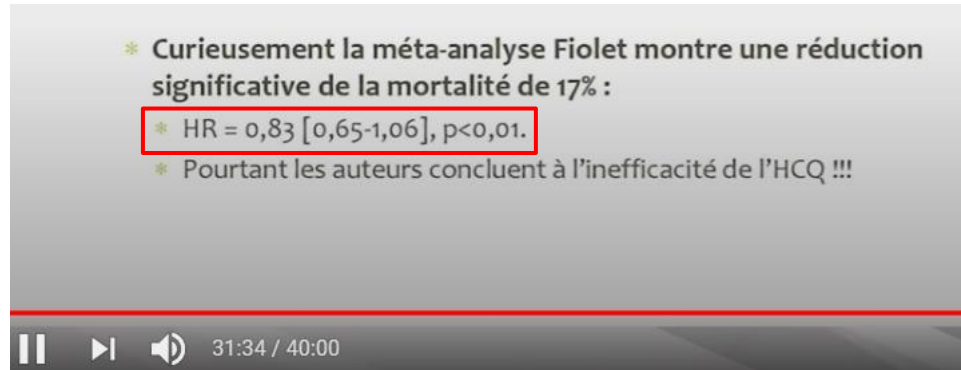 * Curieusement la méta-analyse Fiolet montre une réduction
significative de la mortalité de 17% :
* HR = 0,83 [0,65-1,06], p<0,01.
* Pourtant les auteurs concluent à l'inefficacité de l'HCQ !!!
31:34 / 40:00